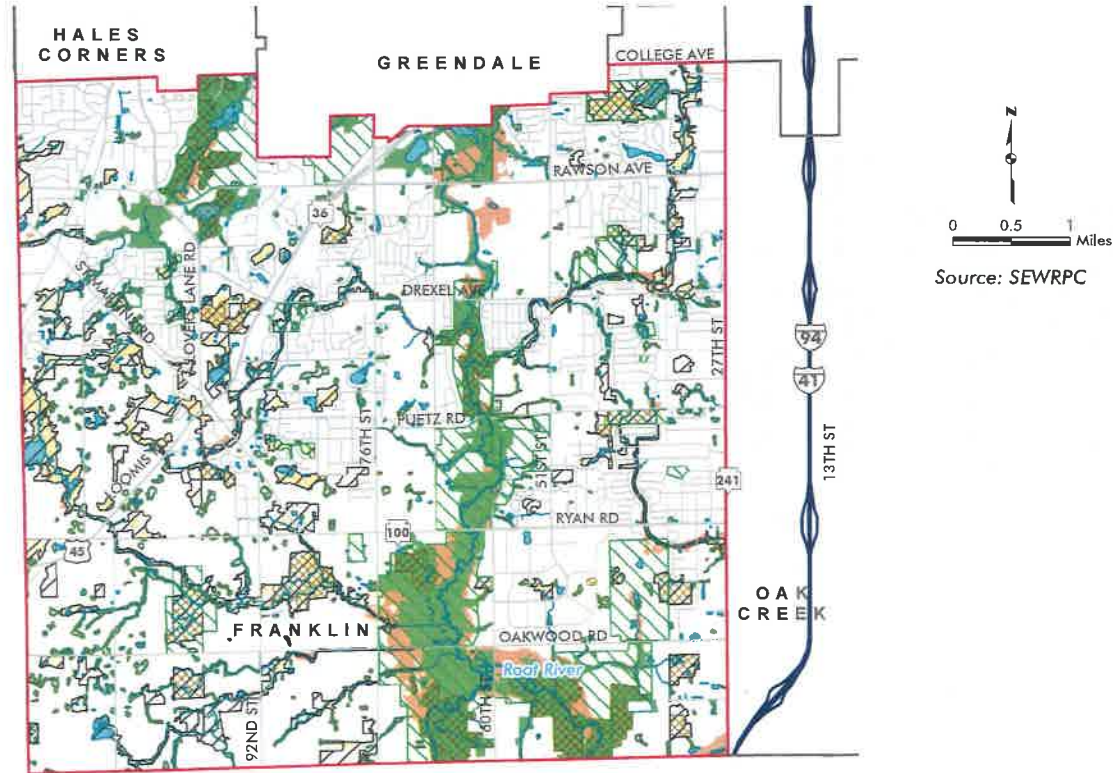 HALES
CORNERS
GREENDALE
COLLEGE AVE
N
RAWSON AVE
36
0 0.5 1
Miles
Source: SEWRPC
LOVERS LANE RD
DREXEL AVE
27TH ST
94
41
PUETZ RD
76TH ST
51ST ST
13TH ST
LOOMIS
241
RYAN RD
100
45
OAK
CREEK
FRANKLIN
OAKWOOD RD
Root River
60TH ST
92ND ST